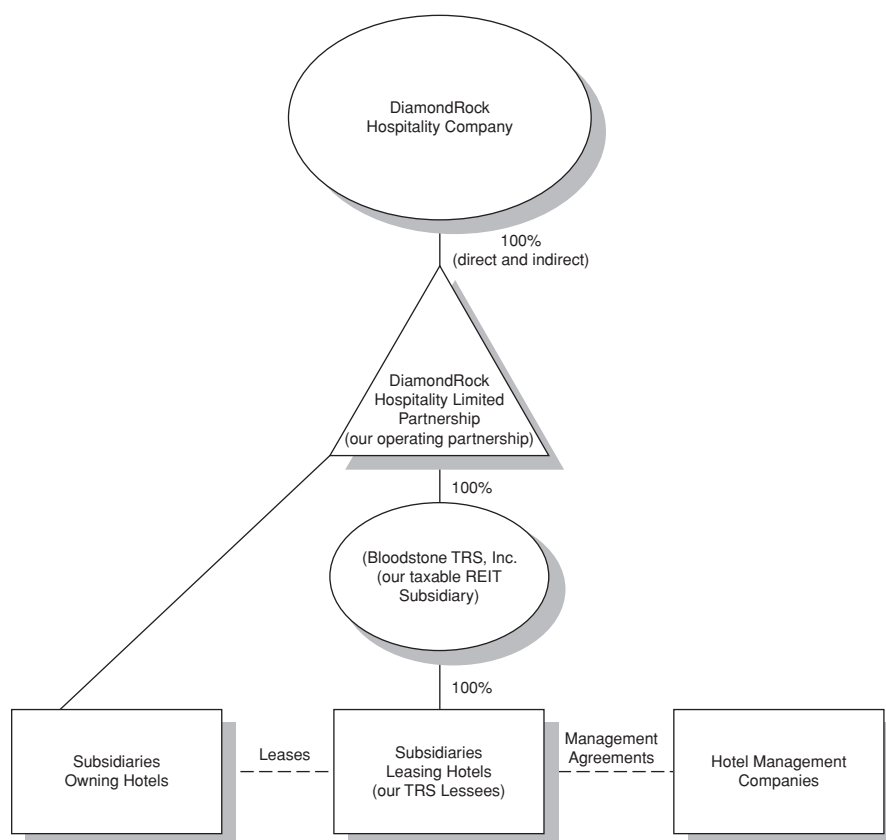 DiamondRock
Hospitality Company
100%
(direct and indirect)
DiamondRock
Hospitality Limited
Partnership
(our operating partnership)
100%
(Bloodstone TRS, Inc.
(our taxable REIT
Subsidiary)
100%
Subsidiaries
Owning Hotels
Leases
Subsidiaries
Leasing Hotels
(our TRS Lessees)
Management
Agreements
Hotel Management
Companies